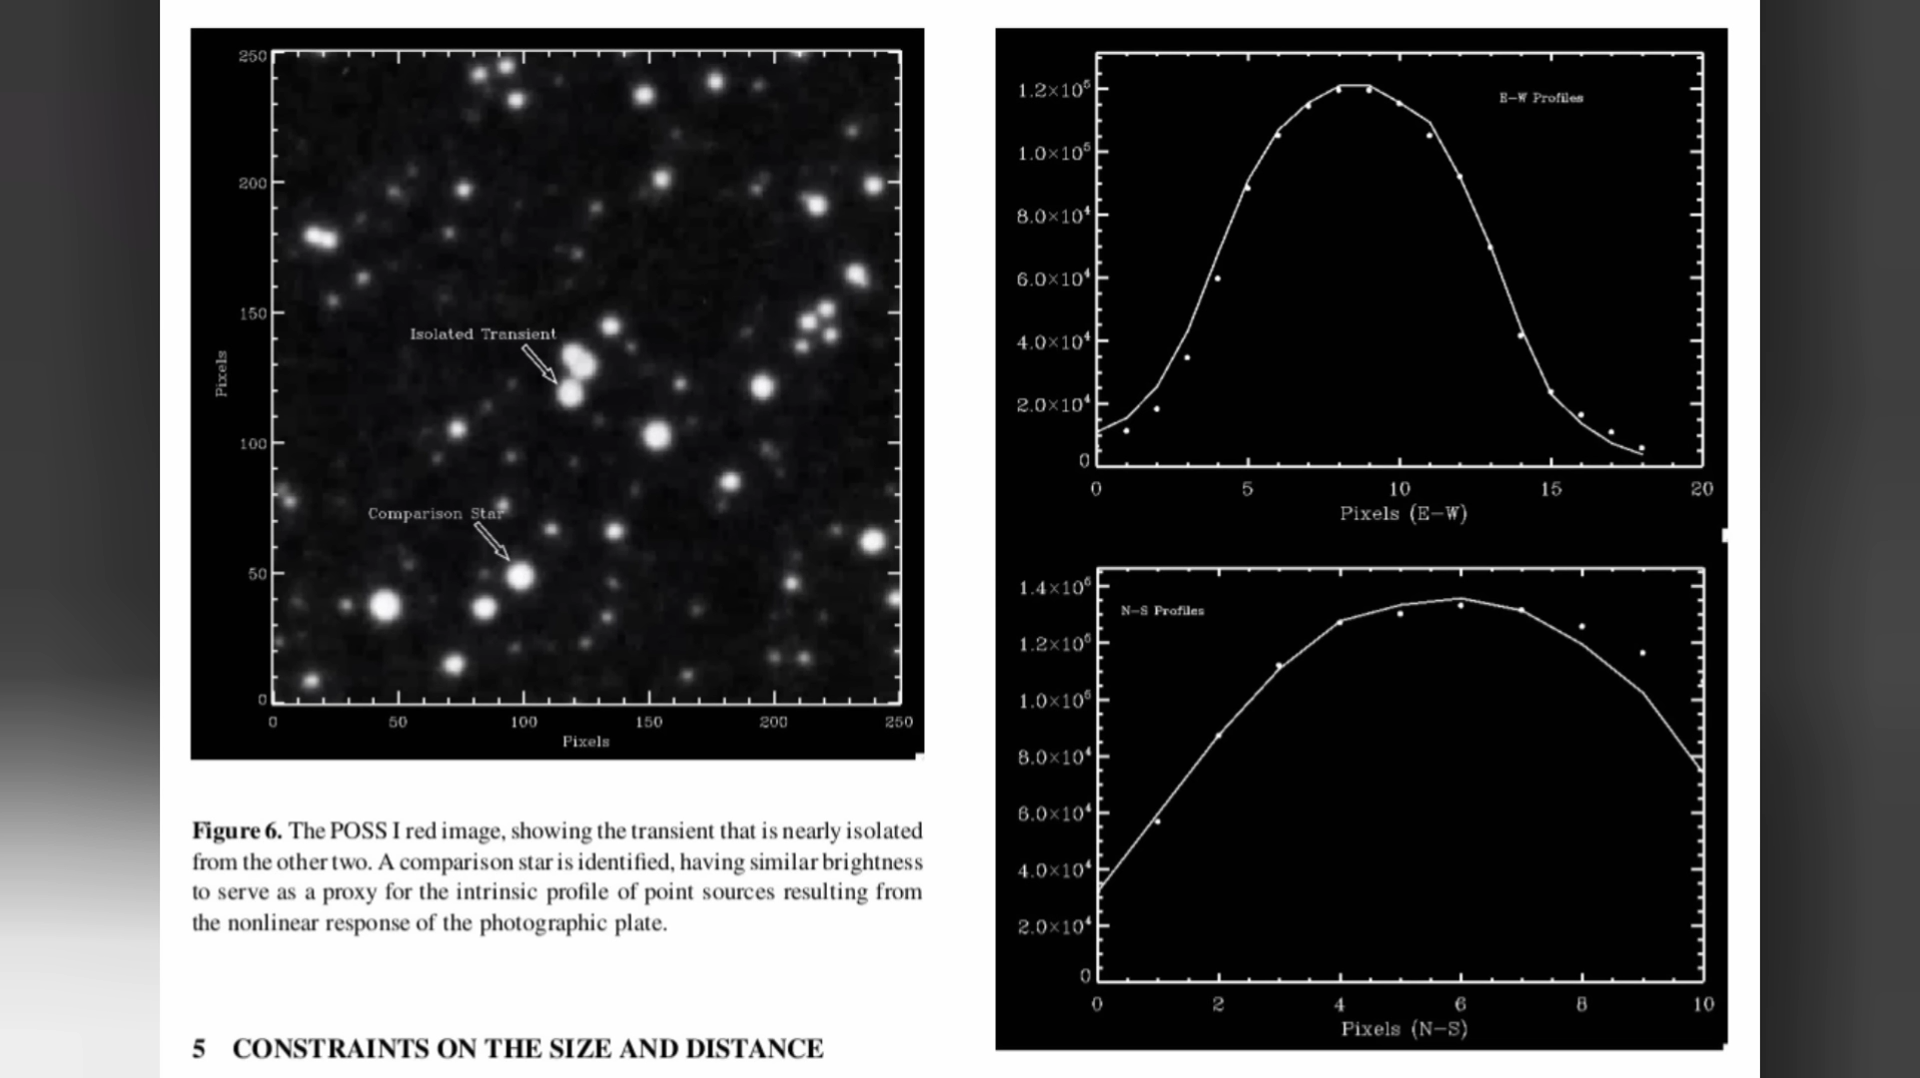 250
200
150
100
50
0
Pixels
Isolated Transient
Comparison Star
0 50 100 150 200 250
Pixels
Figure 6. The POSS I red image, showing the transient that is nearly isolated
from the other two. A comparison star is identified, having similar brightness
to serve as a proxy for the intrinsic profile of point sources resulting from
the nonlinear response of the photographic plate.
5 CONSTRAINTS ON THE SIZE AND DISTANCE
E-W Profiles
1.2×10⁵
1.0×10⁵
8.0×10⁴
6.0×10⁴
4.0×10⁴
2.0×10⁴
0
0 5 10 15 20
Pixels (E-W)
N-S Profiles
1.4×10⁶
1.2×10⁶
1.0×10⁶
8.0×10⁴
6.0×10⁴
4.0×10⁴
2.0×10⁴
0
0 2 4 6 8 10
Pixels (N-S)